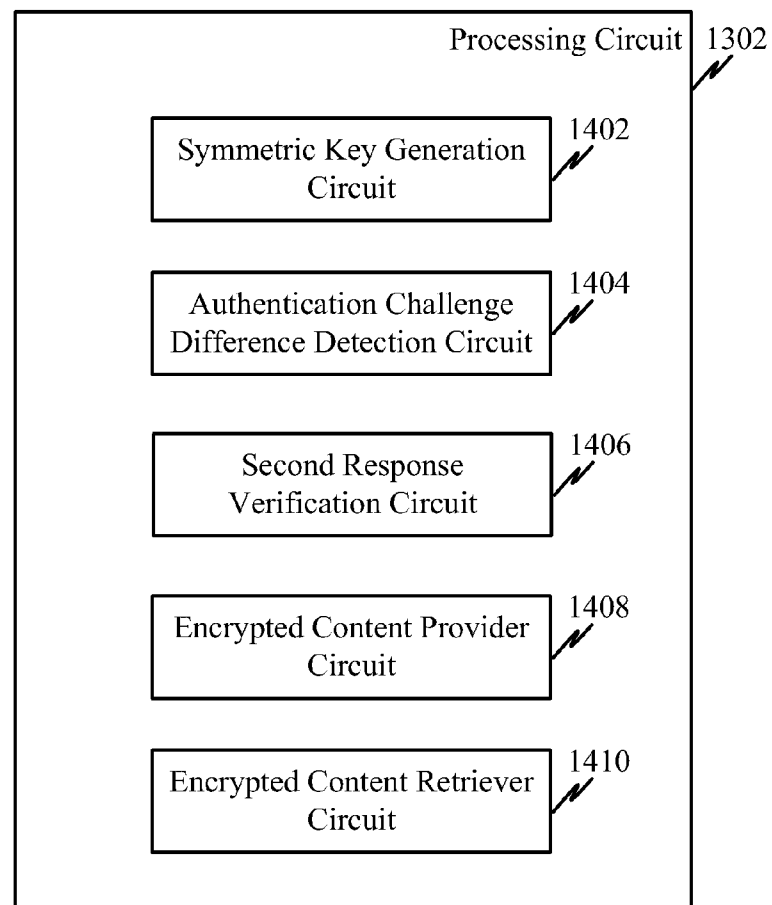 Processing Circuit 1302
1402
Symmetric Key Generation
Circuit
1404
Authentication Challenge
Difference Detection Circuit
1406
Second Response
Verification Circuit
1408
Encrypted Content Provider
Circuit
1410
Encrypted Content Retriever
Circuit